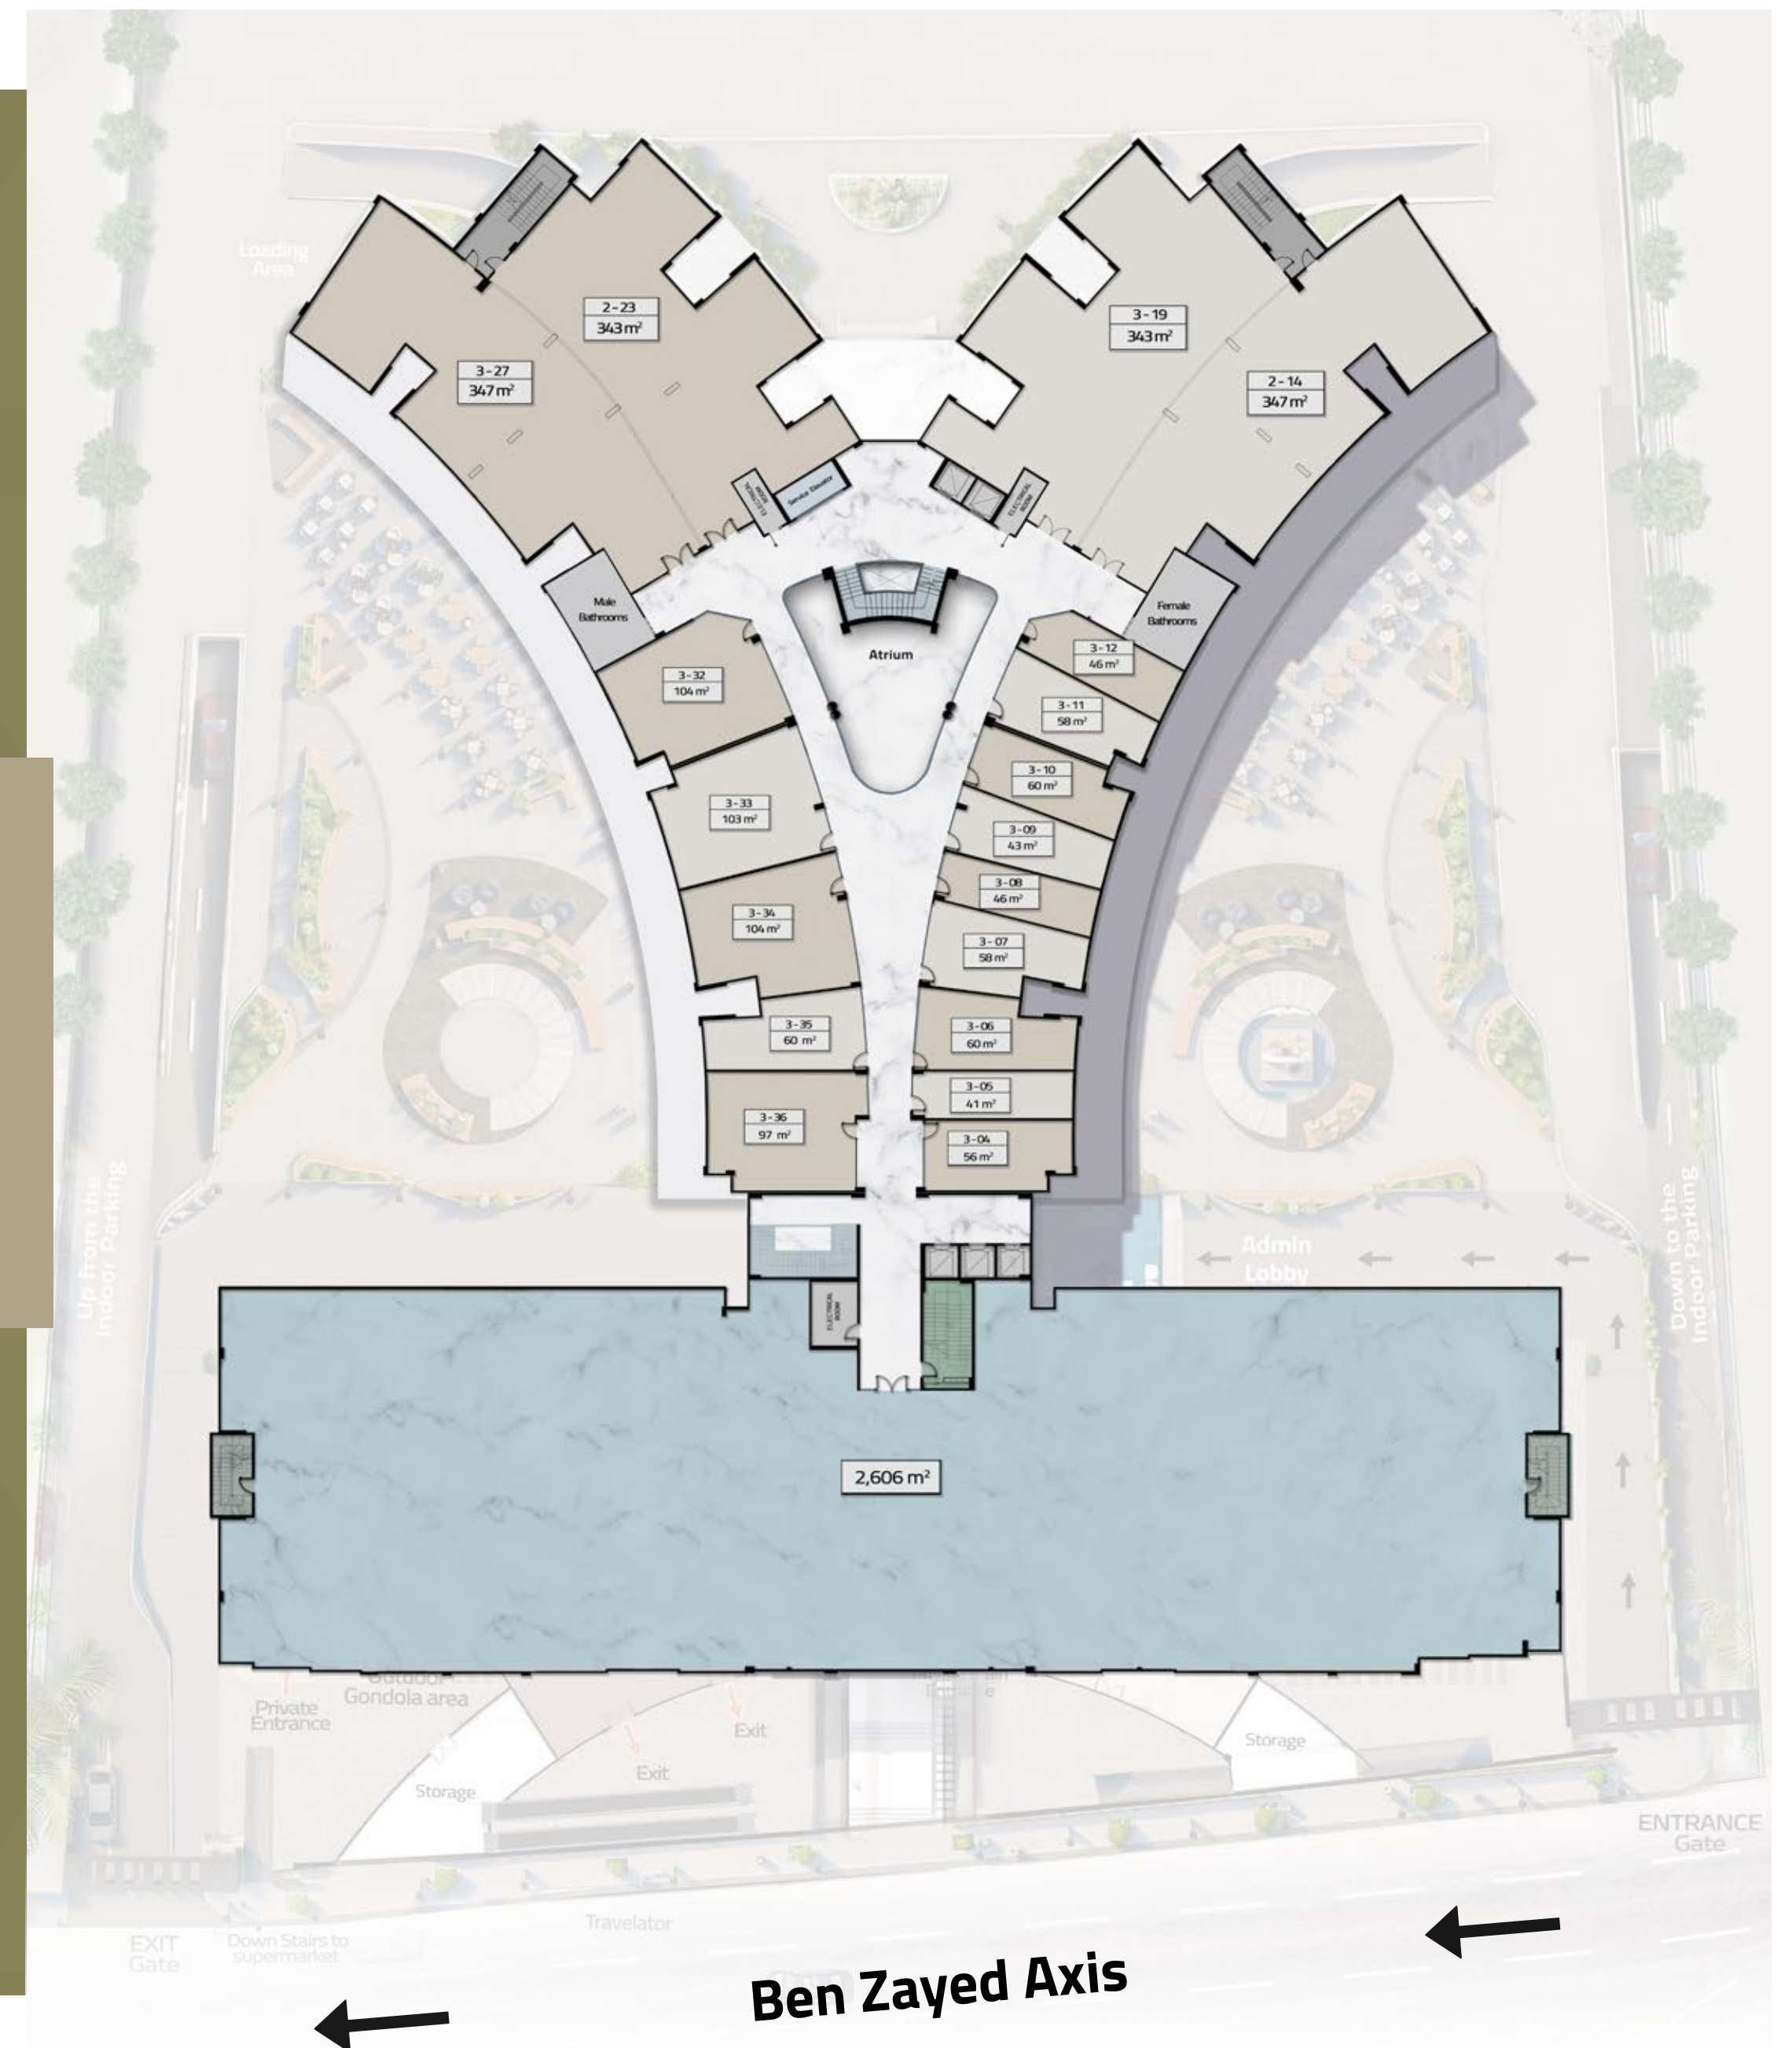 Loading
Area
2-23
343 m²
3-19
343 m²
3-27
347 m²
2-14
347 m²
ELECTRICAL
ROOM
Service Elevator
ELECTRICAL
ROOM
Male
Bathrooms
Female
Bathrooms
Atrium
3-32
104 m²
3-12
46 m²
3-11
58 m²
3-33
103 m²
3-10
60 m²
3-09
43 m²
3-34
104 m²
3-08
46 m²
3-07
58 m²
3-35
60 m²
3-06
60 m²
3-05
41 m²
3-36
97 m²
3-04
56 m²
Up from the
Indoor Parking
Down to the
Indoor Parking
Admin
Lobby
ELECTRICAL
ROOM
2,606 m²
Outdoor
Gondola area
Private
Entrance
Exit
Exit
Storage
Storage
ENTRANCE
Gate
Travelator
EXIT
Gate
Down Stairs to
supermarket
Ben Zayed Axis